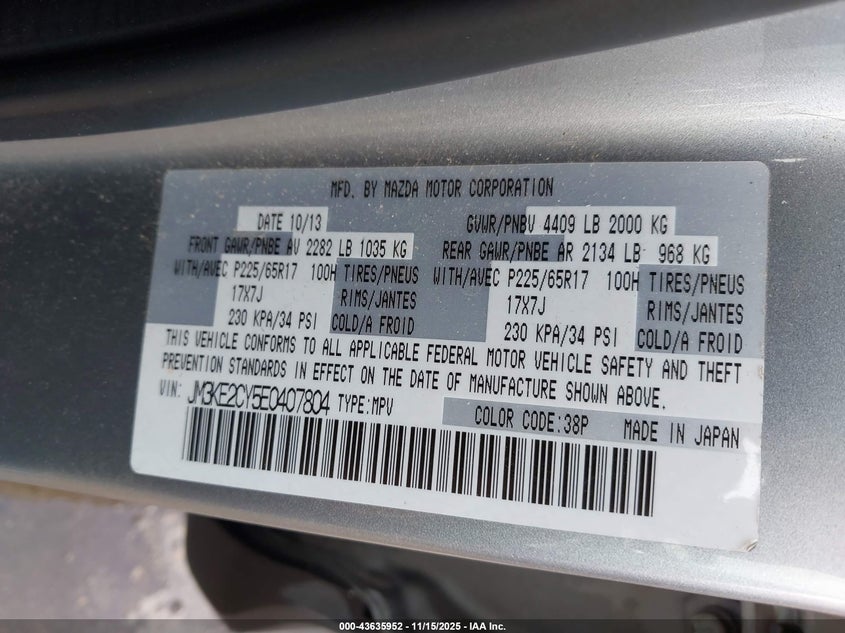 MFD. BY MAZDA MOTOR CORPORATION
DATE 10/13 GVWR/PNBV 4409 LB 2000 KG
FRONT GAWR/PNBE AV 2282 LB 1035 KG REAR GAWR/PNBE AR 2134 LB 968 KG
WITH/AVEC P225/65R17 100H TIRES/PNEUS WITH/AVEC P225/65R17 100H TIRES/PNEUS
17X7J RIMS/JANTES 17X7J RIMS/JANTES
230 KPA/34 PSI COLD/A FROID 230 KPA/34 PSI COLD/A FROID
THIS VEHICLE CONFORMS TO ALL APPLICABLE FEDERAL MOTOR VEHICLE SAFETY AND THEFT
PREVENTION STANDARDS IN EFFECT ON THE DATE OF MANUFACTURE SHOWN ABOVE.
VIN: JM3KE2CY5E0407804 TYPE:MPV
COLOR CODE:38P MADE IN JAPAN
000-43635952 - 11/15/2025 - IAA Inc.